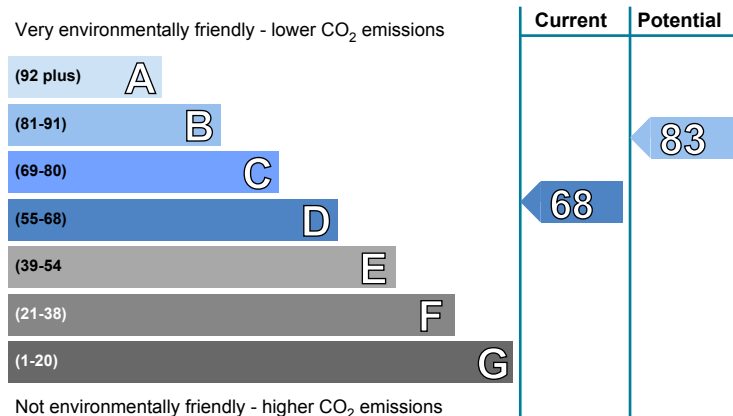 Very environmentally friendly - lower CO2 emissions
Current
Potential
(92 plus) A
(81-91) B
(69-80) C
(55-68) D
(39-54 E
(21-38) F
(1-20) G
83
68
Not environmentally friendly - higher CO2 emissions